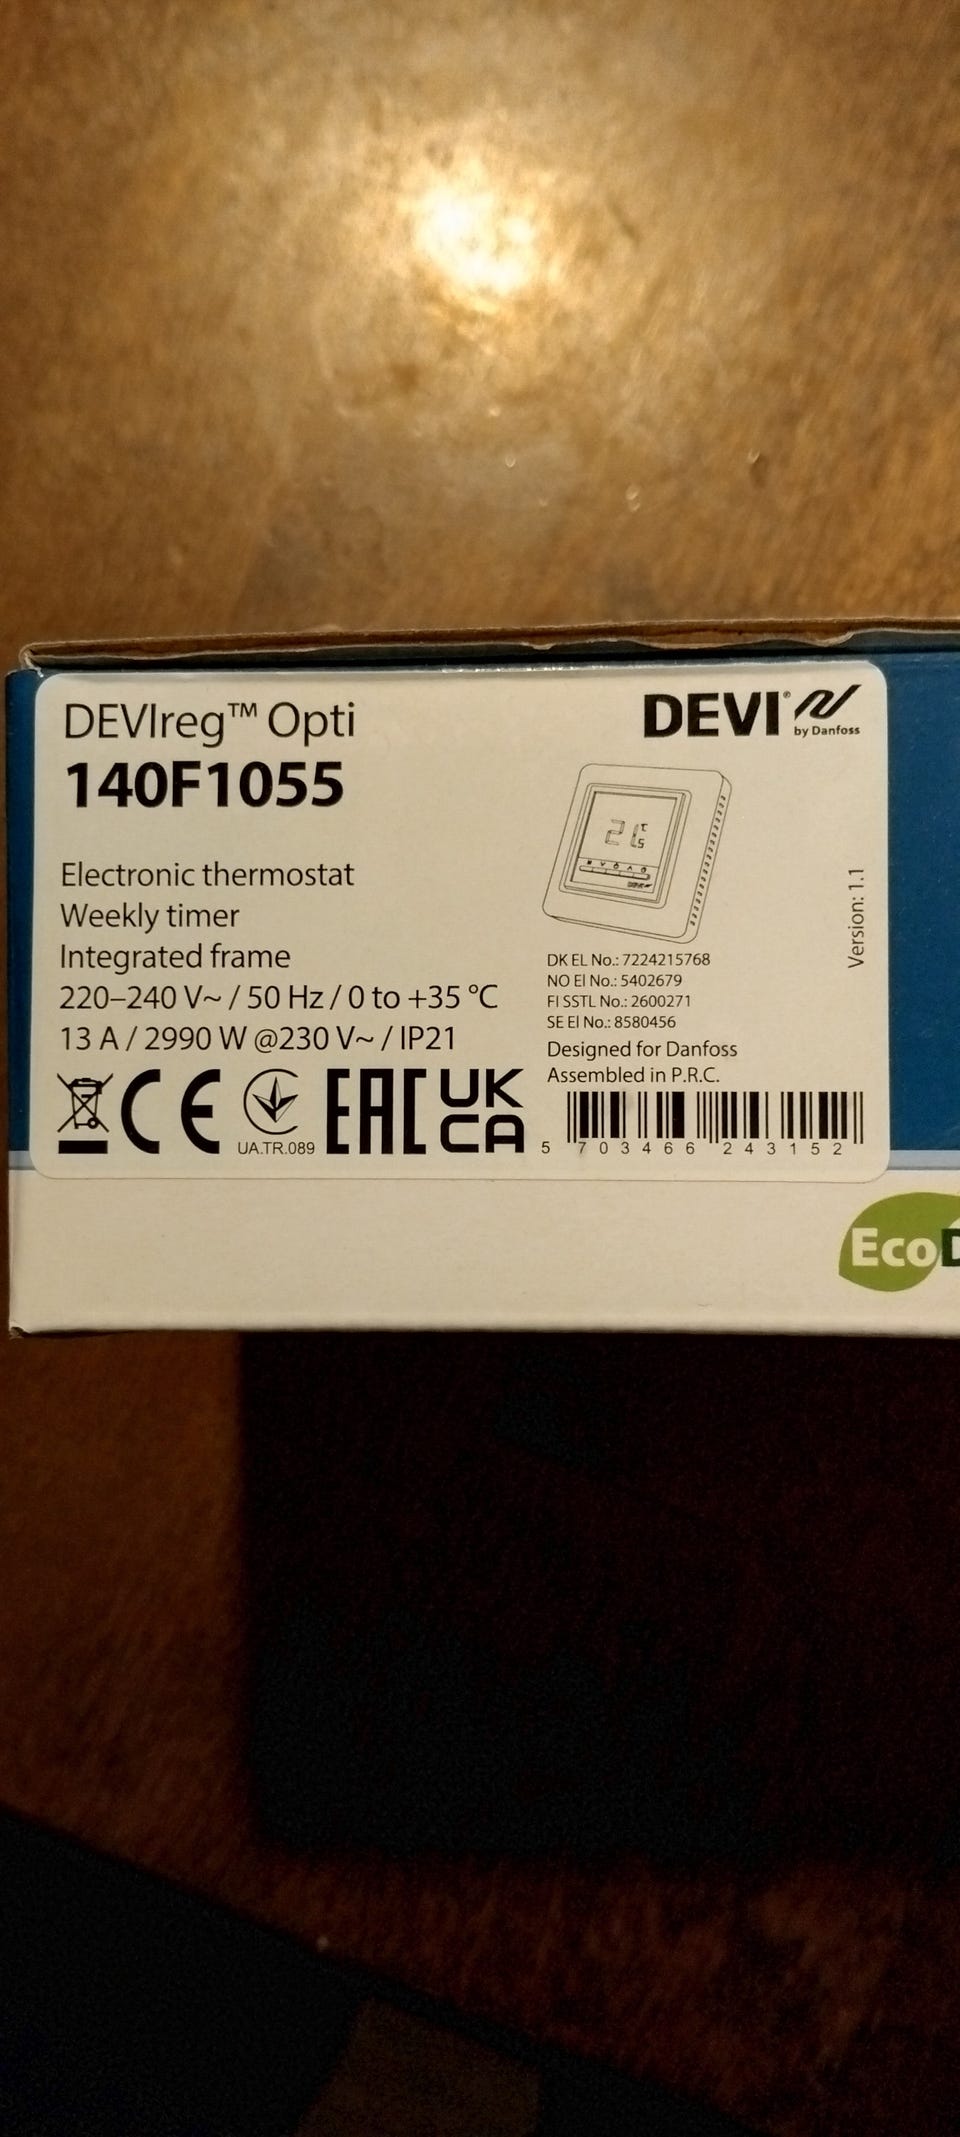 DEVIreg™ Opti
140F1055
Electronic thermostat
Weekly timer
Integrated frame
220–240 V~ / 50 Hz / 0 to +35 °C
13 A / 2990 W @230 V~ / IP21
CE
UA.TR.089
EAC
UK
CA
DEVI®
by Danfoss
21°C
DK EL No.: 7224215768
NO El No.: 5402679
FI SSTL No.: 2600271
SE El No.: 8580456
Designed for Danfoss
Assembled in P.R.C.
5 703466 243152
Version: 1.1
Eco